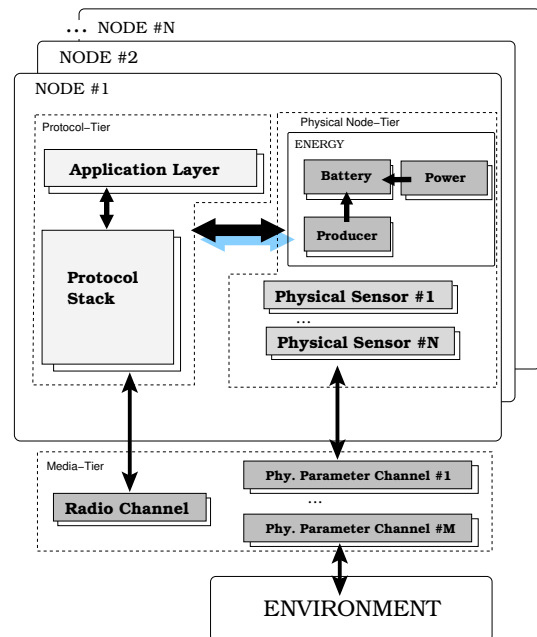 ... NODE #N
NODE #2
NODE #1
Protocol-Tier
Physical Node-Tier
ENERGY
Application Layer
Battery
Power
Producer
Protocol
Stack
Physical Sensor #1
...
Physical Sensor #N
Media-Tier
Phy. Parameter Channel #1
...
Radio Channel
Phy. Parameter Channel #M
ENVIRONMENT